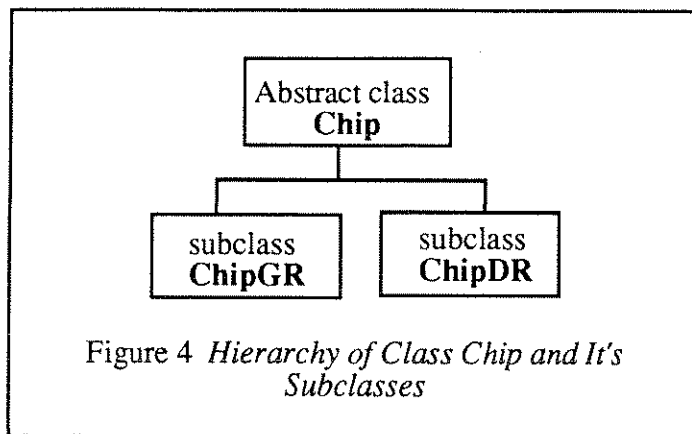 Abstract class
Chip
subclass
ChipGR
subclass
ChipDR
Figure 4 Hierarchy of Class Chip and It's
Subclasses